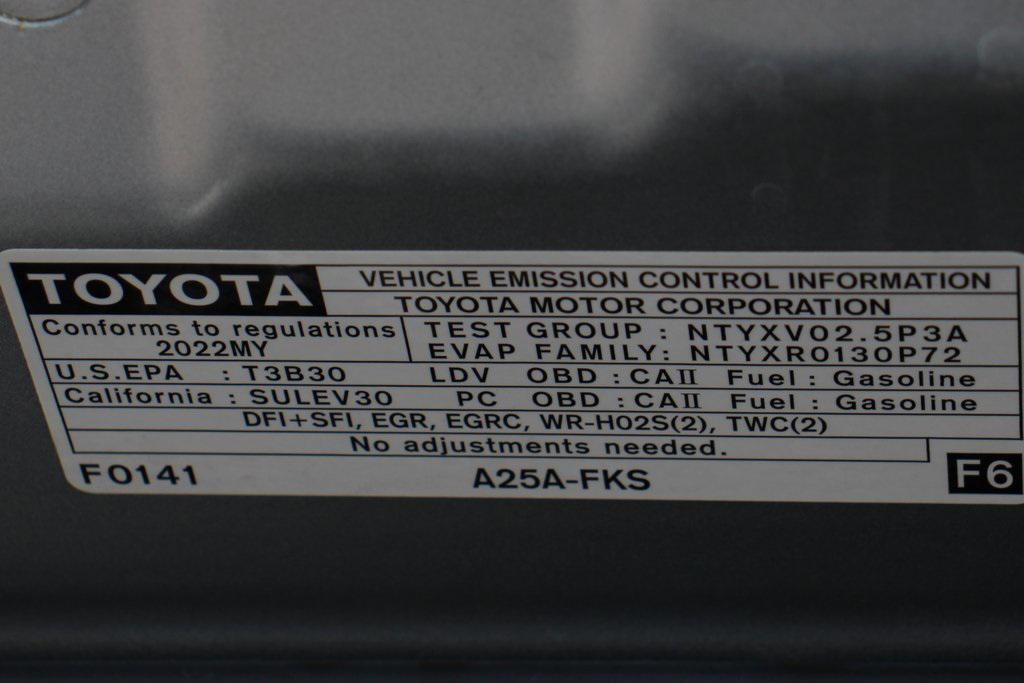 TOYOTA VEHICLE EMISSION CONTROL INFORMATION
TOYOTA MOTOR CORPORATION
Conforms to regulations
2022MY
TEST GROUP : NTYXV02.5P3A
EVAP FAMILY: NTYXR0130P72
U.S.EPA : T3B30 LDV OBD : CAII Fuel : Gasoline
California : SULEV30 PC OBD : CAII Fuel : Gasoline
DFI+SFI, EGR, EGRC, WR-HO2S(2), TWC(2)
No adjustments needed.
F0141 A25A-FKS F6